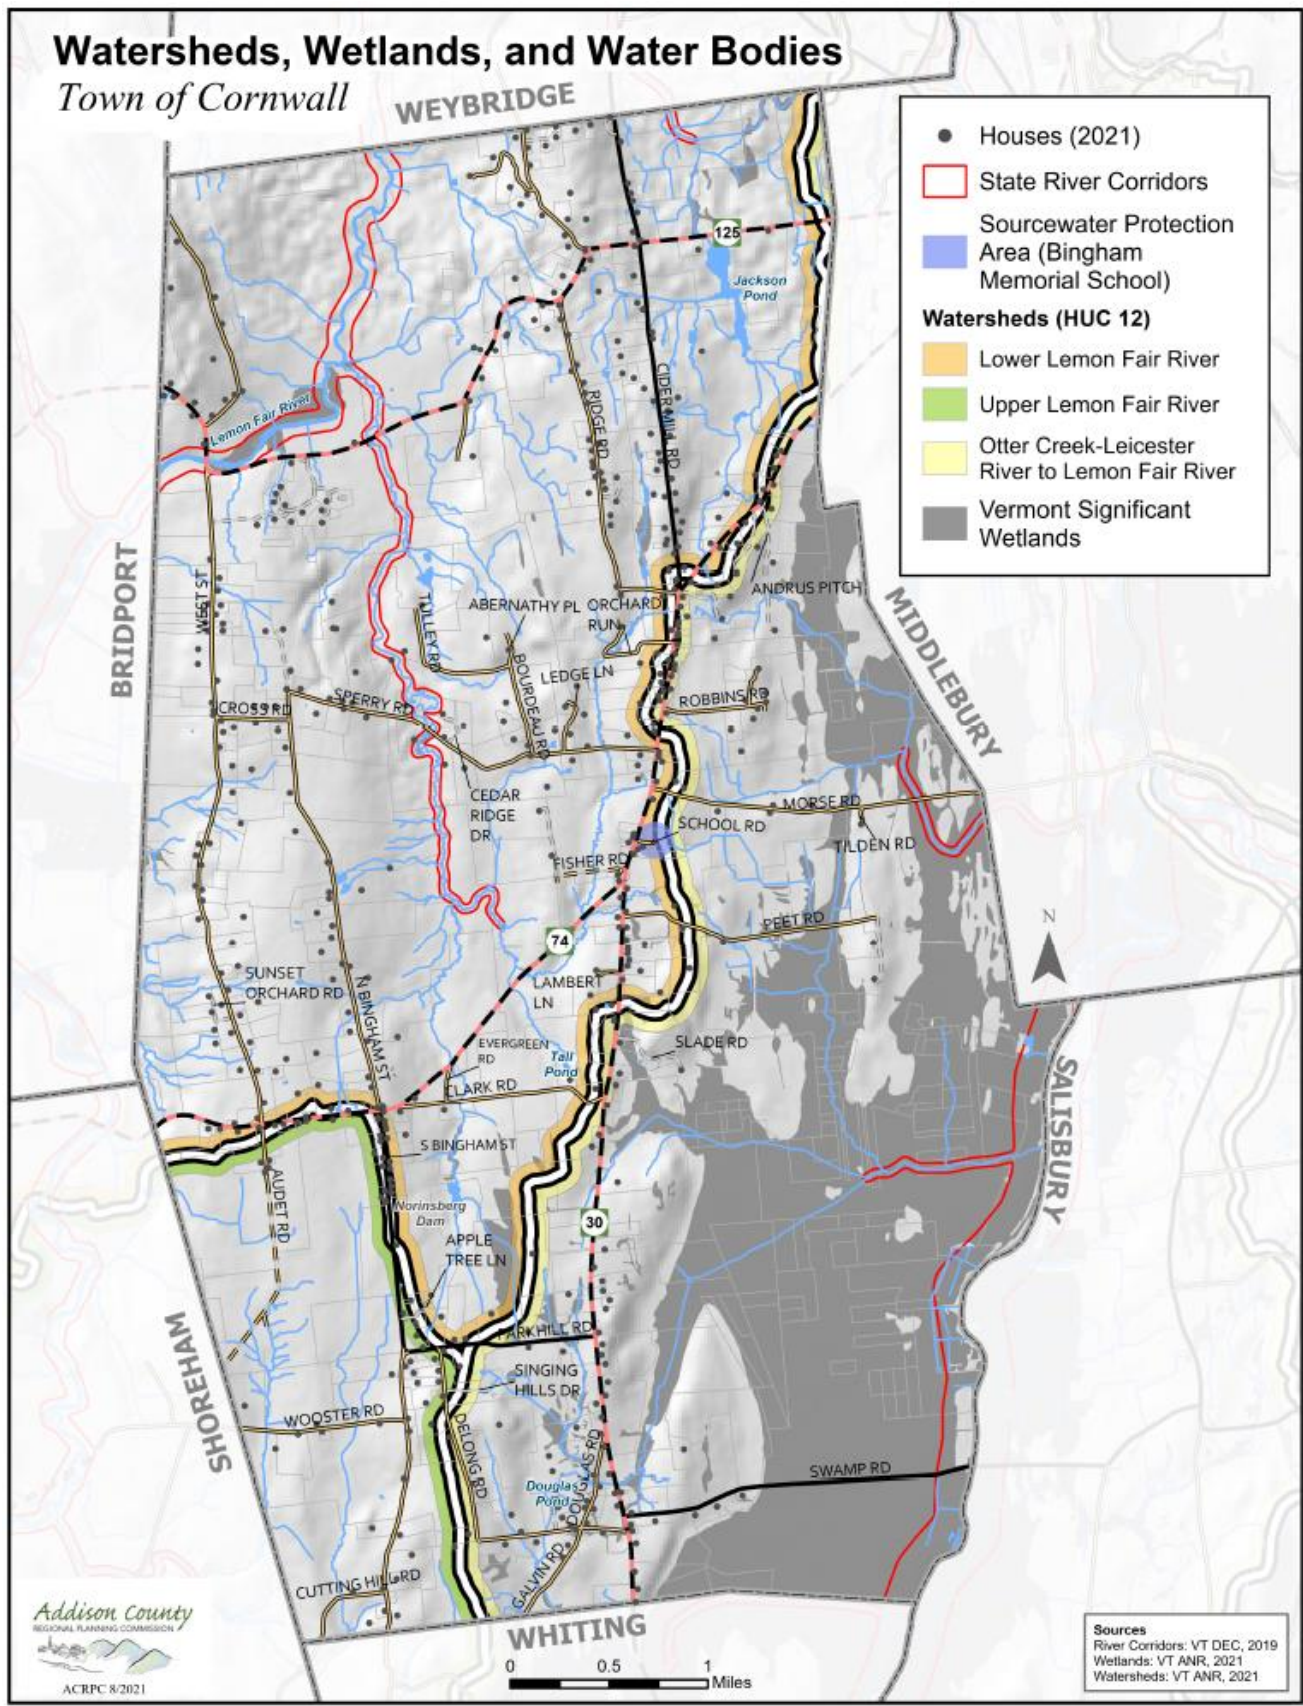 Watersheds, Wetlands, and Water Bodies
Town of Cornwall
WEYBRIDGE
Houses (2021)
State River Corridors
Sourcewater Protection
Area (Bingham
Memorial School)
Watersheds (HUC 12)
Lower Lemon Fair River
Upper Lemon Fair River
Otter Creek-Leicester
River to Lemon Fair River
Vermont Significant
Wetlands
125
Jackson
Pond
CIDER MILL RD
RIDGE RD
Lemon Fair River
BRIDPORT
WEST ST
TULLEY RD
ABERNATHY PL
ORCHARD
RUN
ANDRUS PITCH
MIDDLEBURY
BOURDEAU RD
LEDGE LN
ROBBINS RD
CROSS RD
SPERRY RD
CEDAR
RIDGE
DR
MORSE RD
SCHOOL RD
TILDEN RD
FISHER RD
PEET RD
N
74
SUNSET
ORCHARD RD
N BINGHAM ST
LAMBERT
LN
EVERGREEN
RD
Tall
Pond
SLADE RD
CLARK RD
SALISBURY
S BINGHAM ST
AUDET RD
Norinsberg
Dam
30
APPLE
TREE LN
PARKHILL RD
SHOREHAM
SINGING
HILLS DR
WOOSTER RD
DELONG RD
DOUGLAS RD
SWAMP RD
Douglas
Pond
CUTTING HILL RD
GALVIN RD
WHITING
Addison County
REGIONAL PLANNING COMMISSION
ACRPC 8/2021
0 0.5 1
Miles
Sources
River Corridors: VT DEC, 2019
Wetlands: VT ANR, 2021
Watersheds: VT ANR, 2021